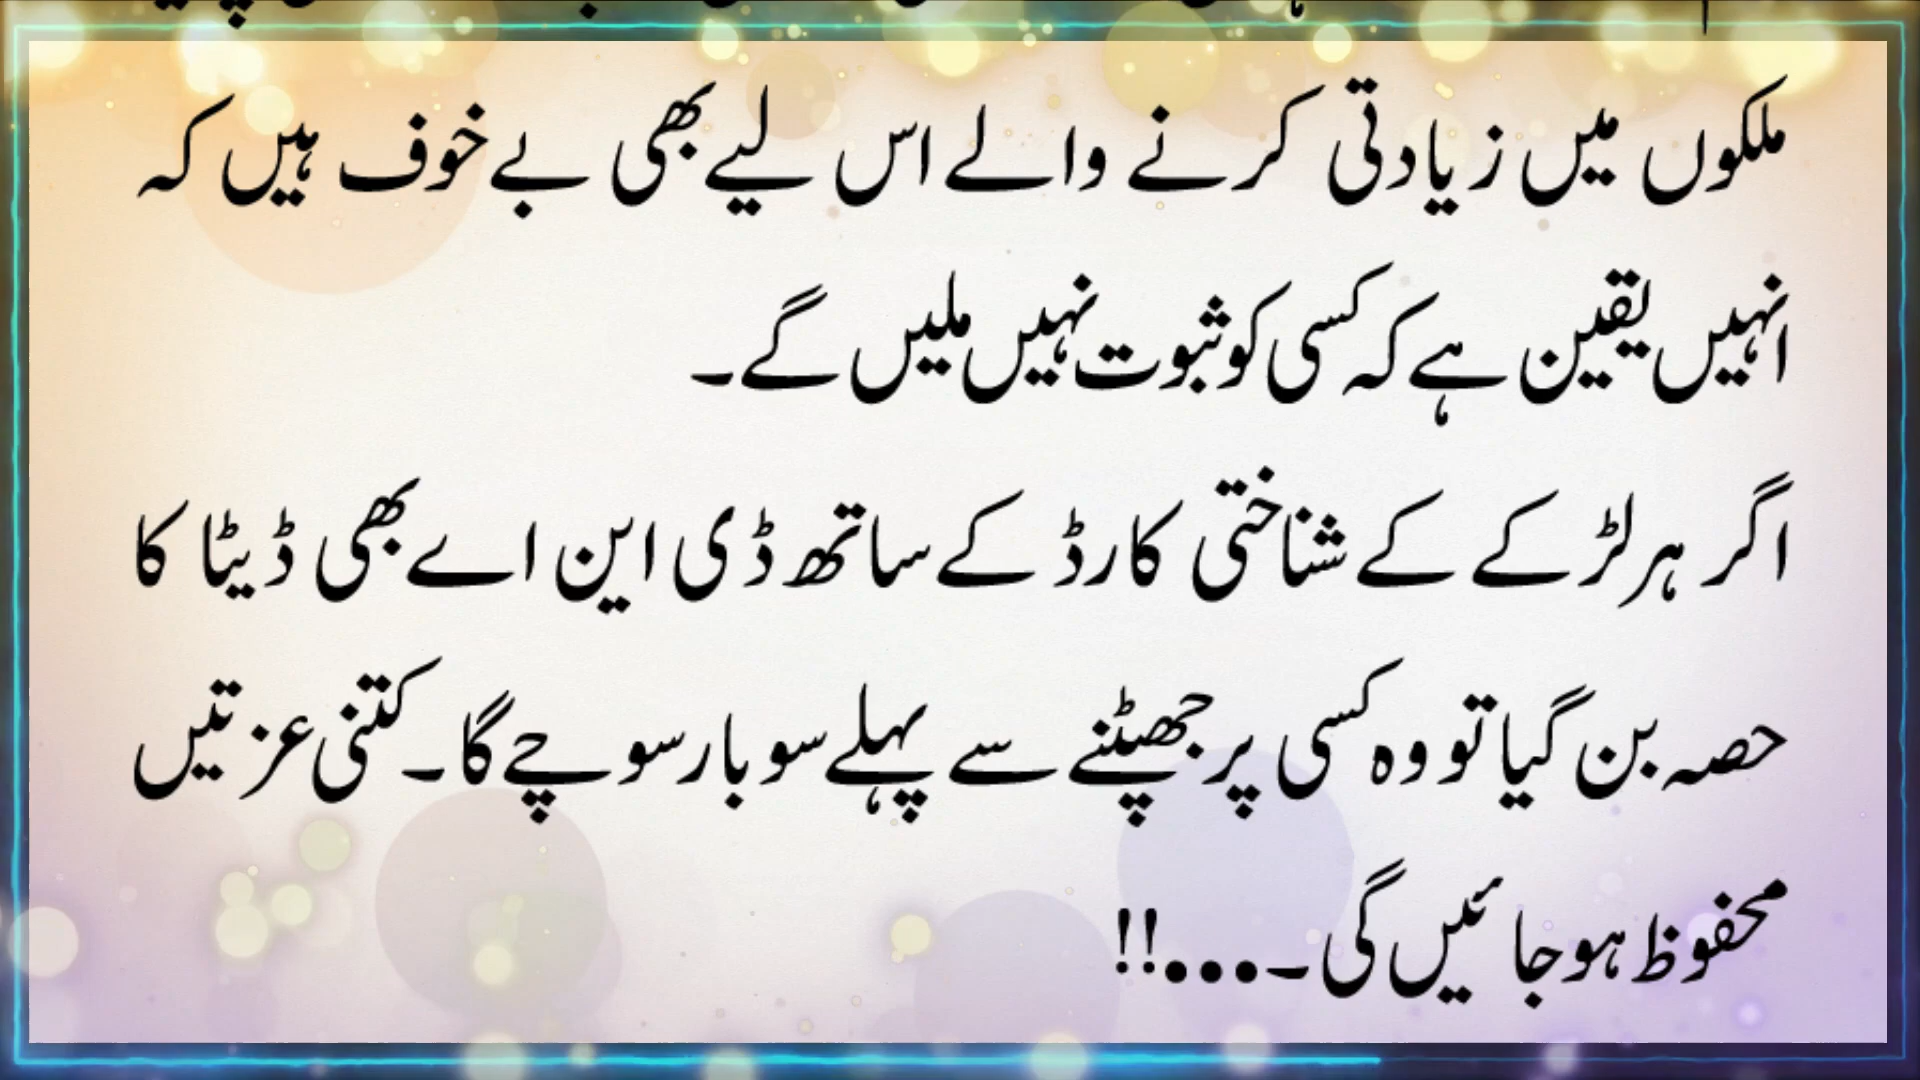 ملکوں میں زیادتی کرنے والے اس لیے بھی بے خوف ہیں کہ
انہیں یقین ہے کہ کسی کو ثبوت نہیں ملیں گے۔
اگر ہر لڑکے کے شناختی کارڈ کے ساتھ ڈی این اے بھی ڈیٹا کا
حصہ بن گیا تو وہ کسی پر جھپٹنے سے پہلے سو بار سوچے گا۔ کتنی عزتیں
محفوظ ہو جائیں گی۔...!!